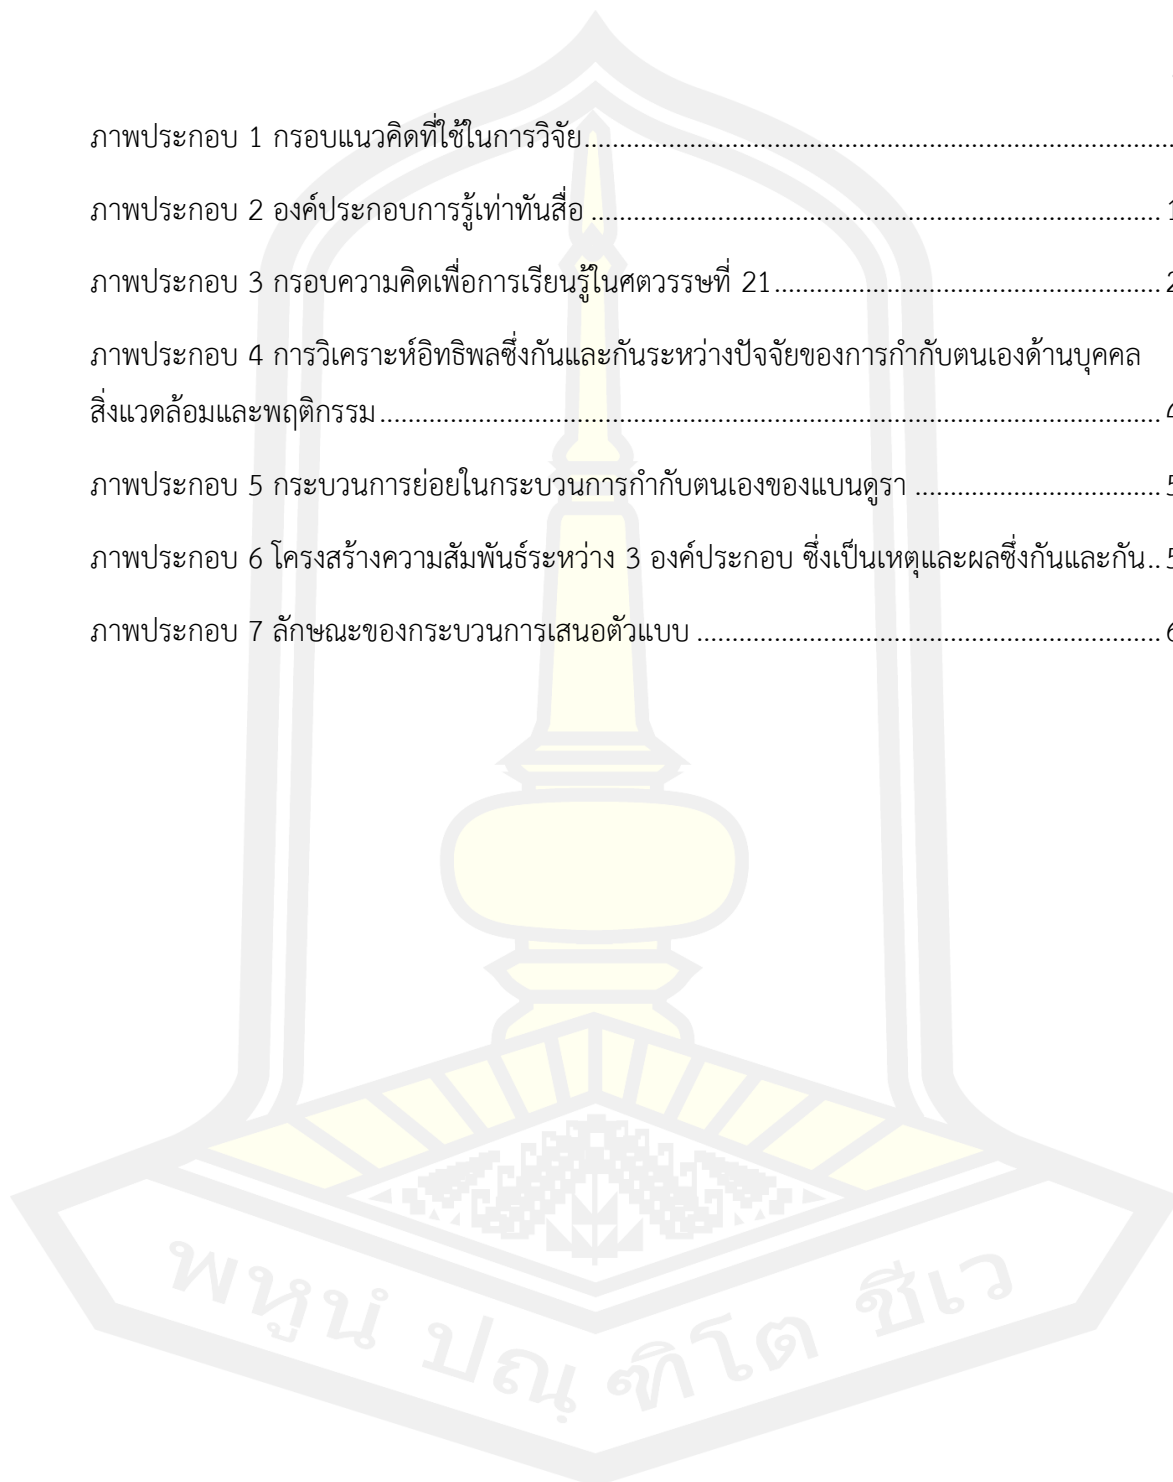 ภาพประกอบ 1 กรอบแนวคิดที่ใช้ในการวิจัย..........................................................................................
ภาพประกอบ 2 องค์ประกอบการรู้เท่าทันสื่อ .................................................................................. 1
ภาพประกอบ 3 กรอบความคิดเพื่อการเรียนรู้ในศตวรรษที่ 21....................................................... 2
ภาพประกอบ 4 การวิเคราะห์อิทธิพลซึ่งกันและกันระหว่างปัจจัยของการกำกับตนเองด้านบุคคล
สิ่งแวดล้อมและพฤติกรรม................................................................................................................ 4
ภาพประกอบ 5 กระบวนการย่อยในกระบวนการกำกับตนเองของแบนดูรา ................................... 5
ภาพประกอบ 6 โครงสร้างความสัมพันธ์ระหว่าง 3 องค์ประกอบ ซึ่งเป็นเหตุและผลซึ่งกันและกัน.. 5
ภาพประกอบ 7 ลักษณะของกระบวนการเสนอตัวแบบ .................................................................. 6
พหูนํ ปณฺฑิโต ชีเว